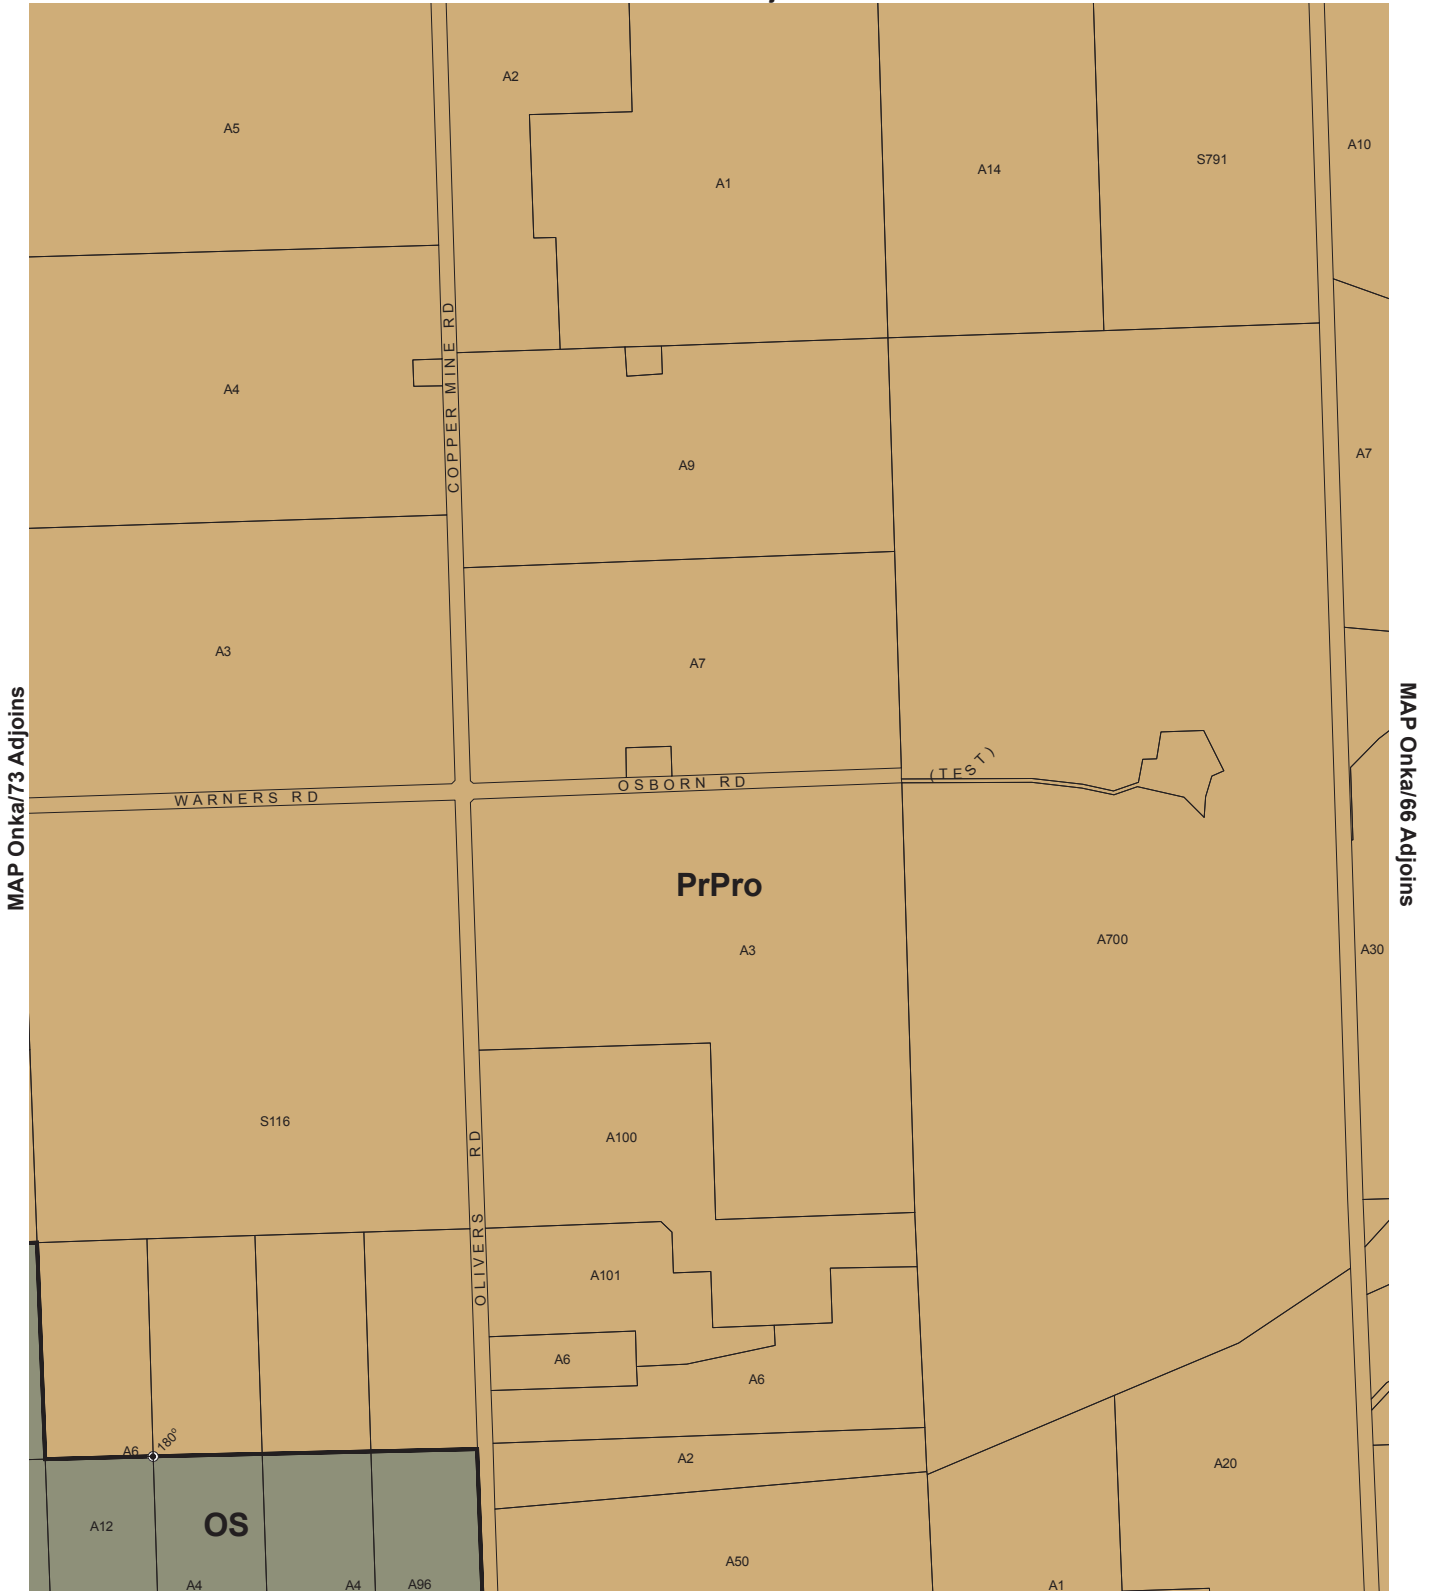 A2
A5
A10
S791
A14
A1
COPPER MINE RD
A4
A7
A9
A3
A7
MAP Onka/73 Adjoins
MAP Onka/66 Adjoins
(TEST)
OSBORN RD
WARNERS RD
PrPro
A700
A3
A30
S116
A100
OLIVERS RD
A101
A6
A6
180°
A6
A2
A20
OS
A12
A50
A4
A4
A96
A1